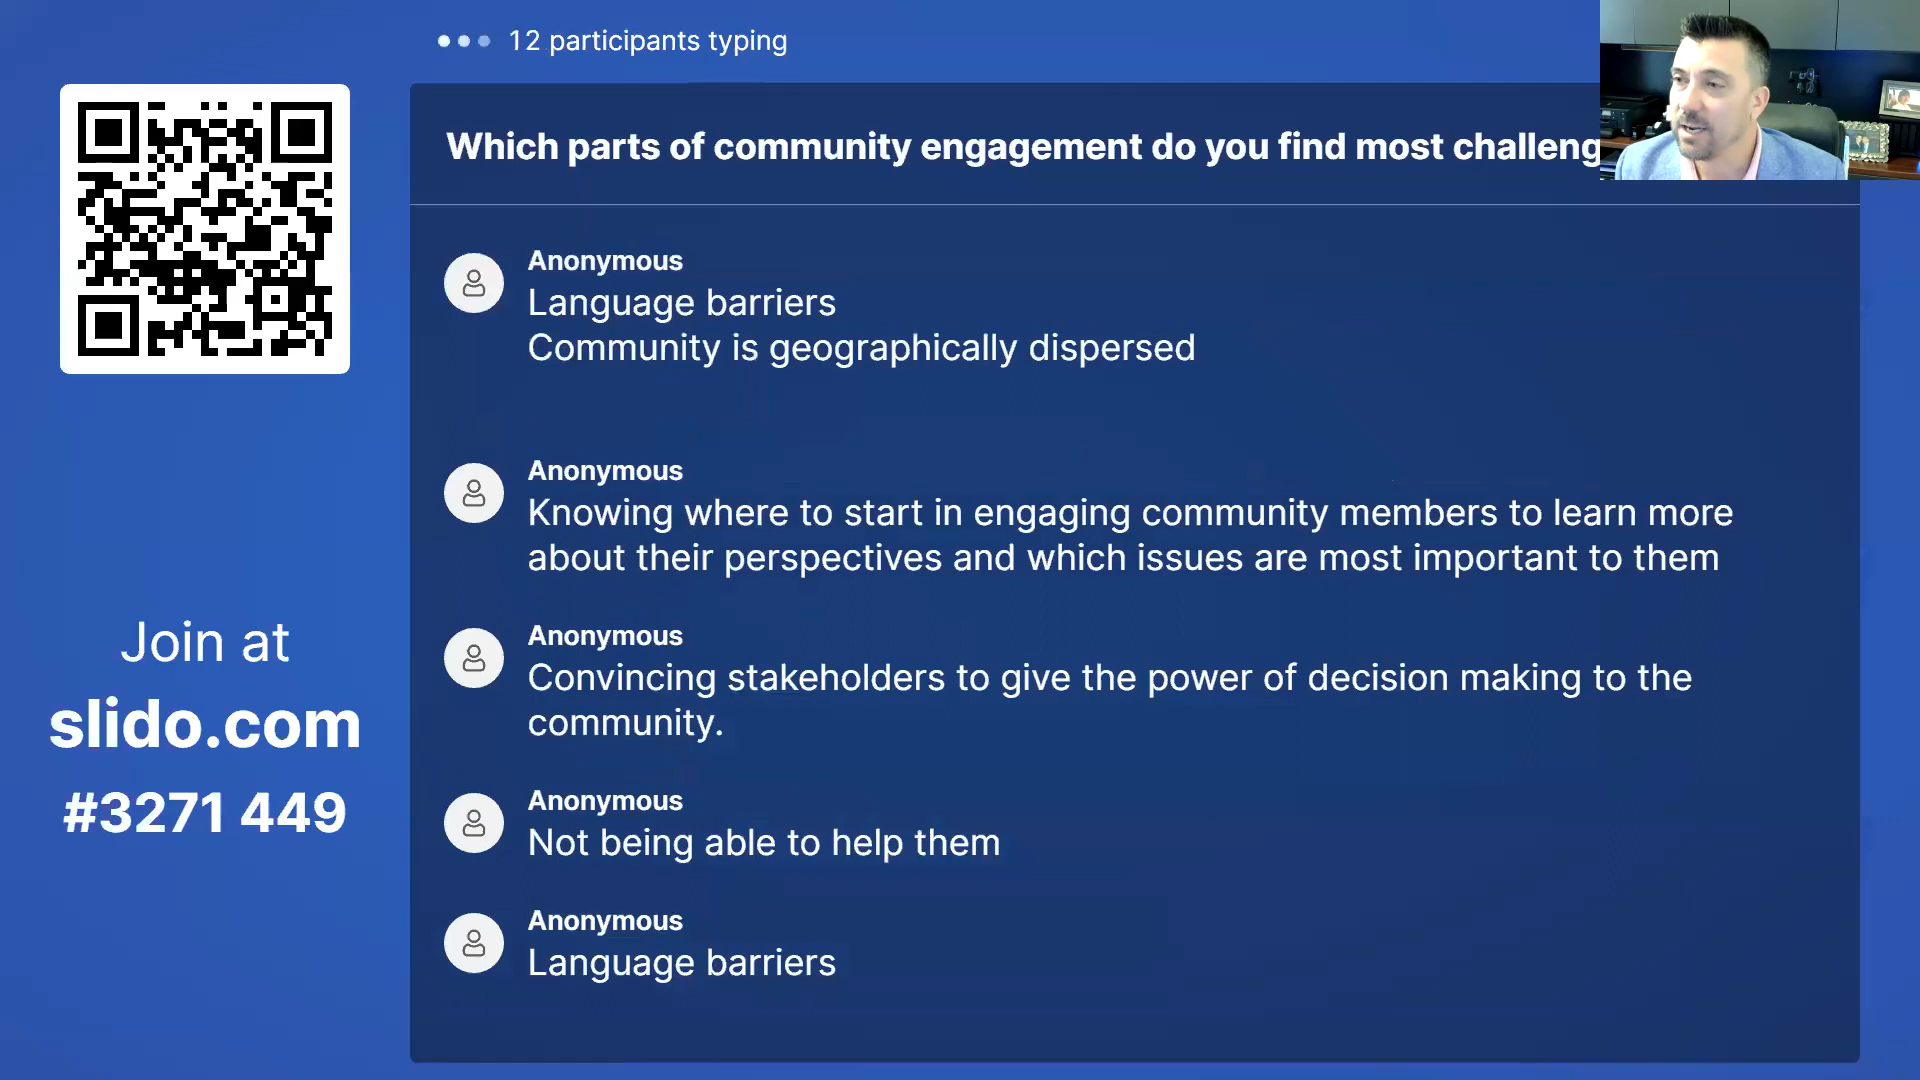 12 participants typing
Which parts of community engagement do you find most challeng
Anonymous
Language barriers
Community is geographically dispersed
Anonymous
Knowing where to start in engaging community members to learn more
about their perspectives and which issues are most important to them
Anonymous
Convincing stakeholders to give the power of decision making to the
community.
Anonymous
Not being able to help them
Anonymous
Language barriers
Join at
slido.com
#3271 449